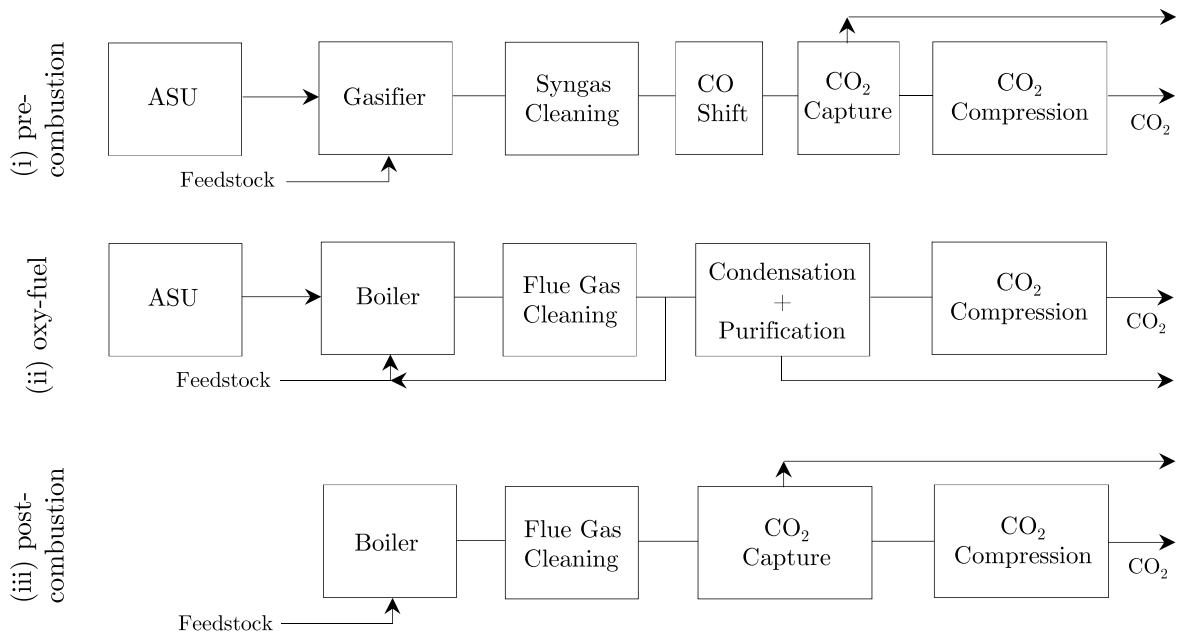 (i) pre-
combustion
ASU
Gasifier
Syngas
Cleaning
CO
Shift
CO₂
Capture
CO₂
Compression
CO₂
Feedstock
(ii) oxy-fuel
ASU
Boiler
Flue Gas
Cleaning
Condensation
+
Purification
CO₂
Compression
CO₂
Feedstock
(iii) post-
combustion
Boiler
Flue Gas
Cleaning
CO₂
Capture
CO₂
Compression
CO₂
Feedstock